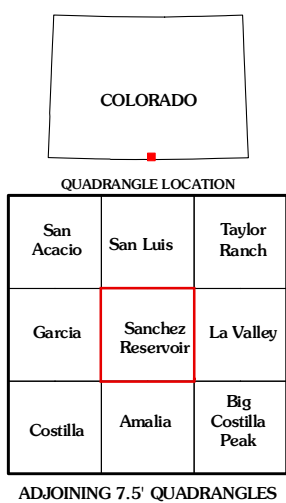 COLORADO
QUADRANGLE LOCATION
San
Acacio
San Luis
Taylor
Ranch
Garcia
Sanchez
Reservoir
La Valley
Costilla
Amalia
Big
Costilla
Peak
ADJOINING 7.5' QUADRANGLES